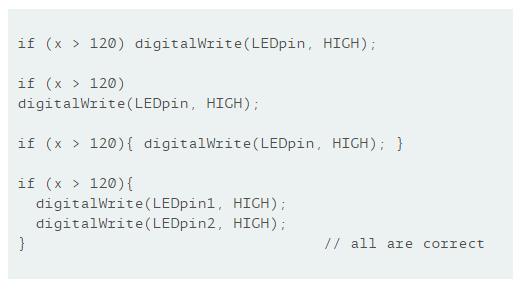 if (x > 120) digitalWrite(LEDpin, HIGH);
if (x > 120)
digitalWrite(LEDpin, HIGH);
if (x > 120){ digitalWrite(LEDpin, HIGH); }
if (x > 120){
digitalWrite(LEDpin1, HIGH);
digitalWrite(LEDpin2, HIGH);
} // all are correct